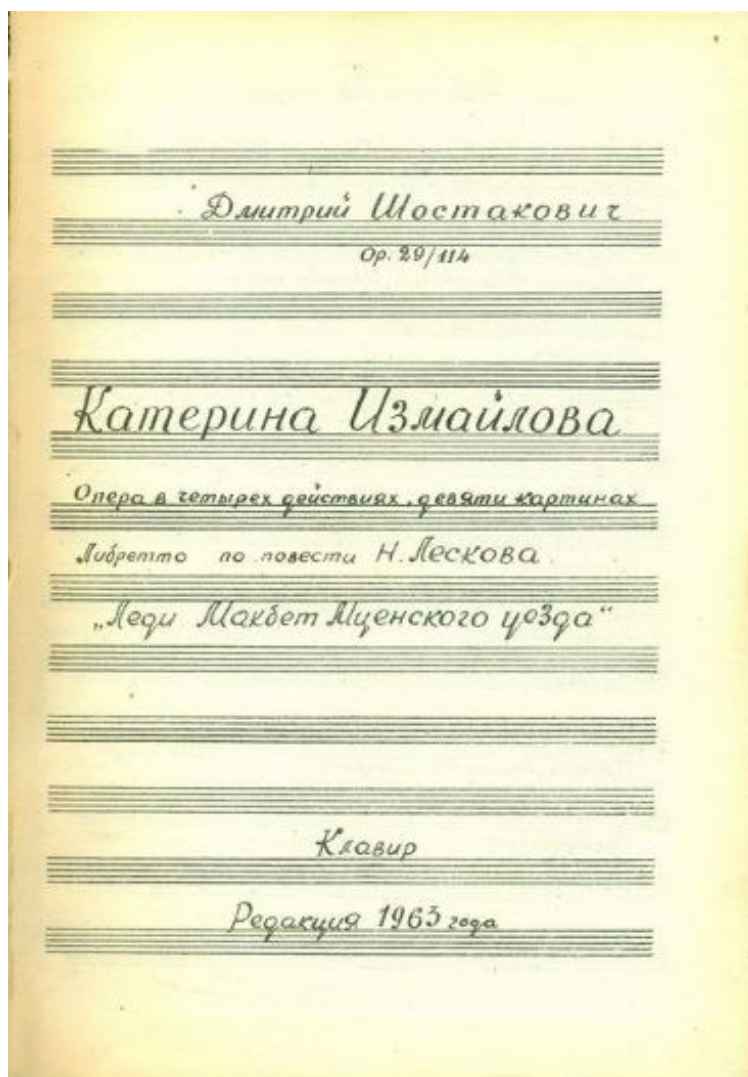 Дмитрий Шостакович
Ор. 29/114
Катерина Измайлова
Опера в четырех действиях, девяти картинах
Либретто по повести Н. Лескова
„Леди Макбет Мценского уезда“
Клавир
Редакция 1963 года